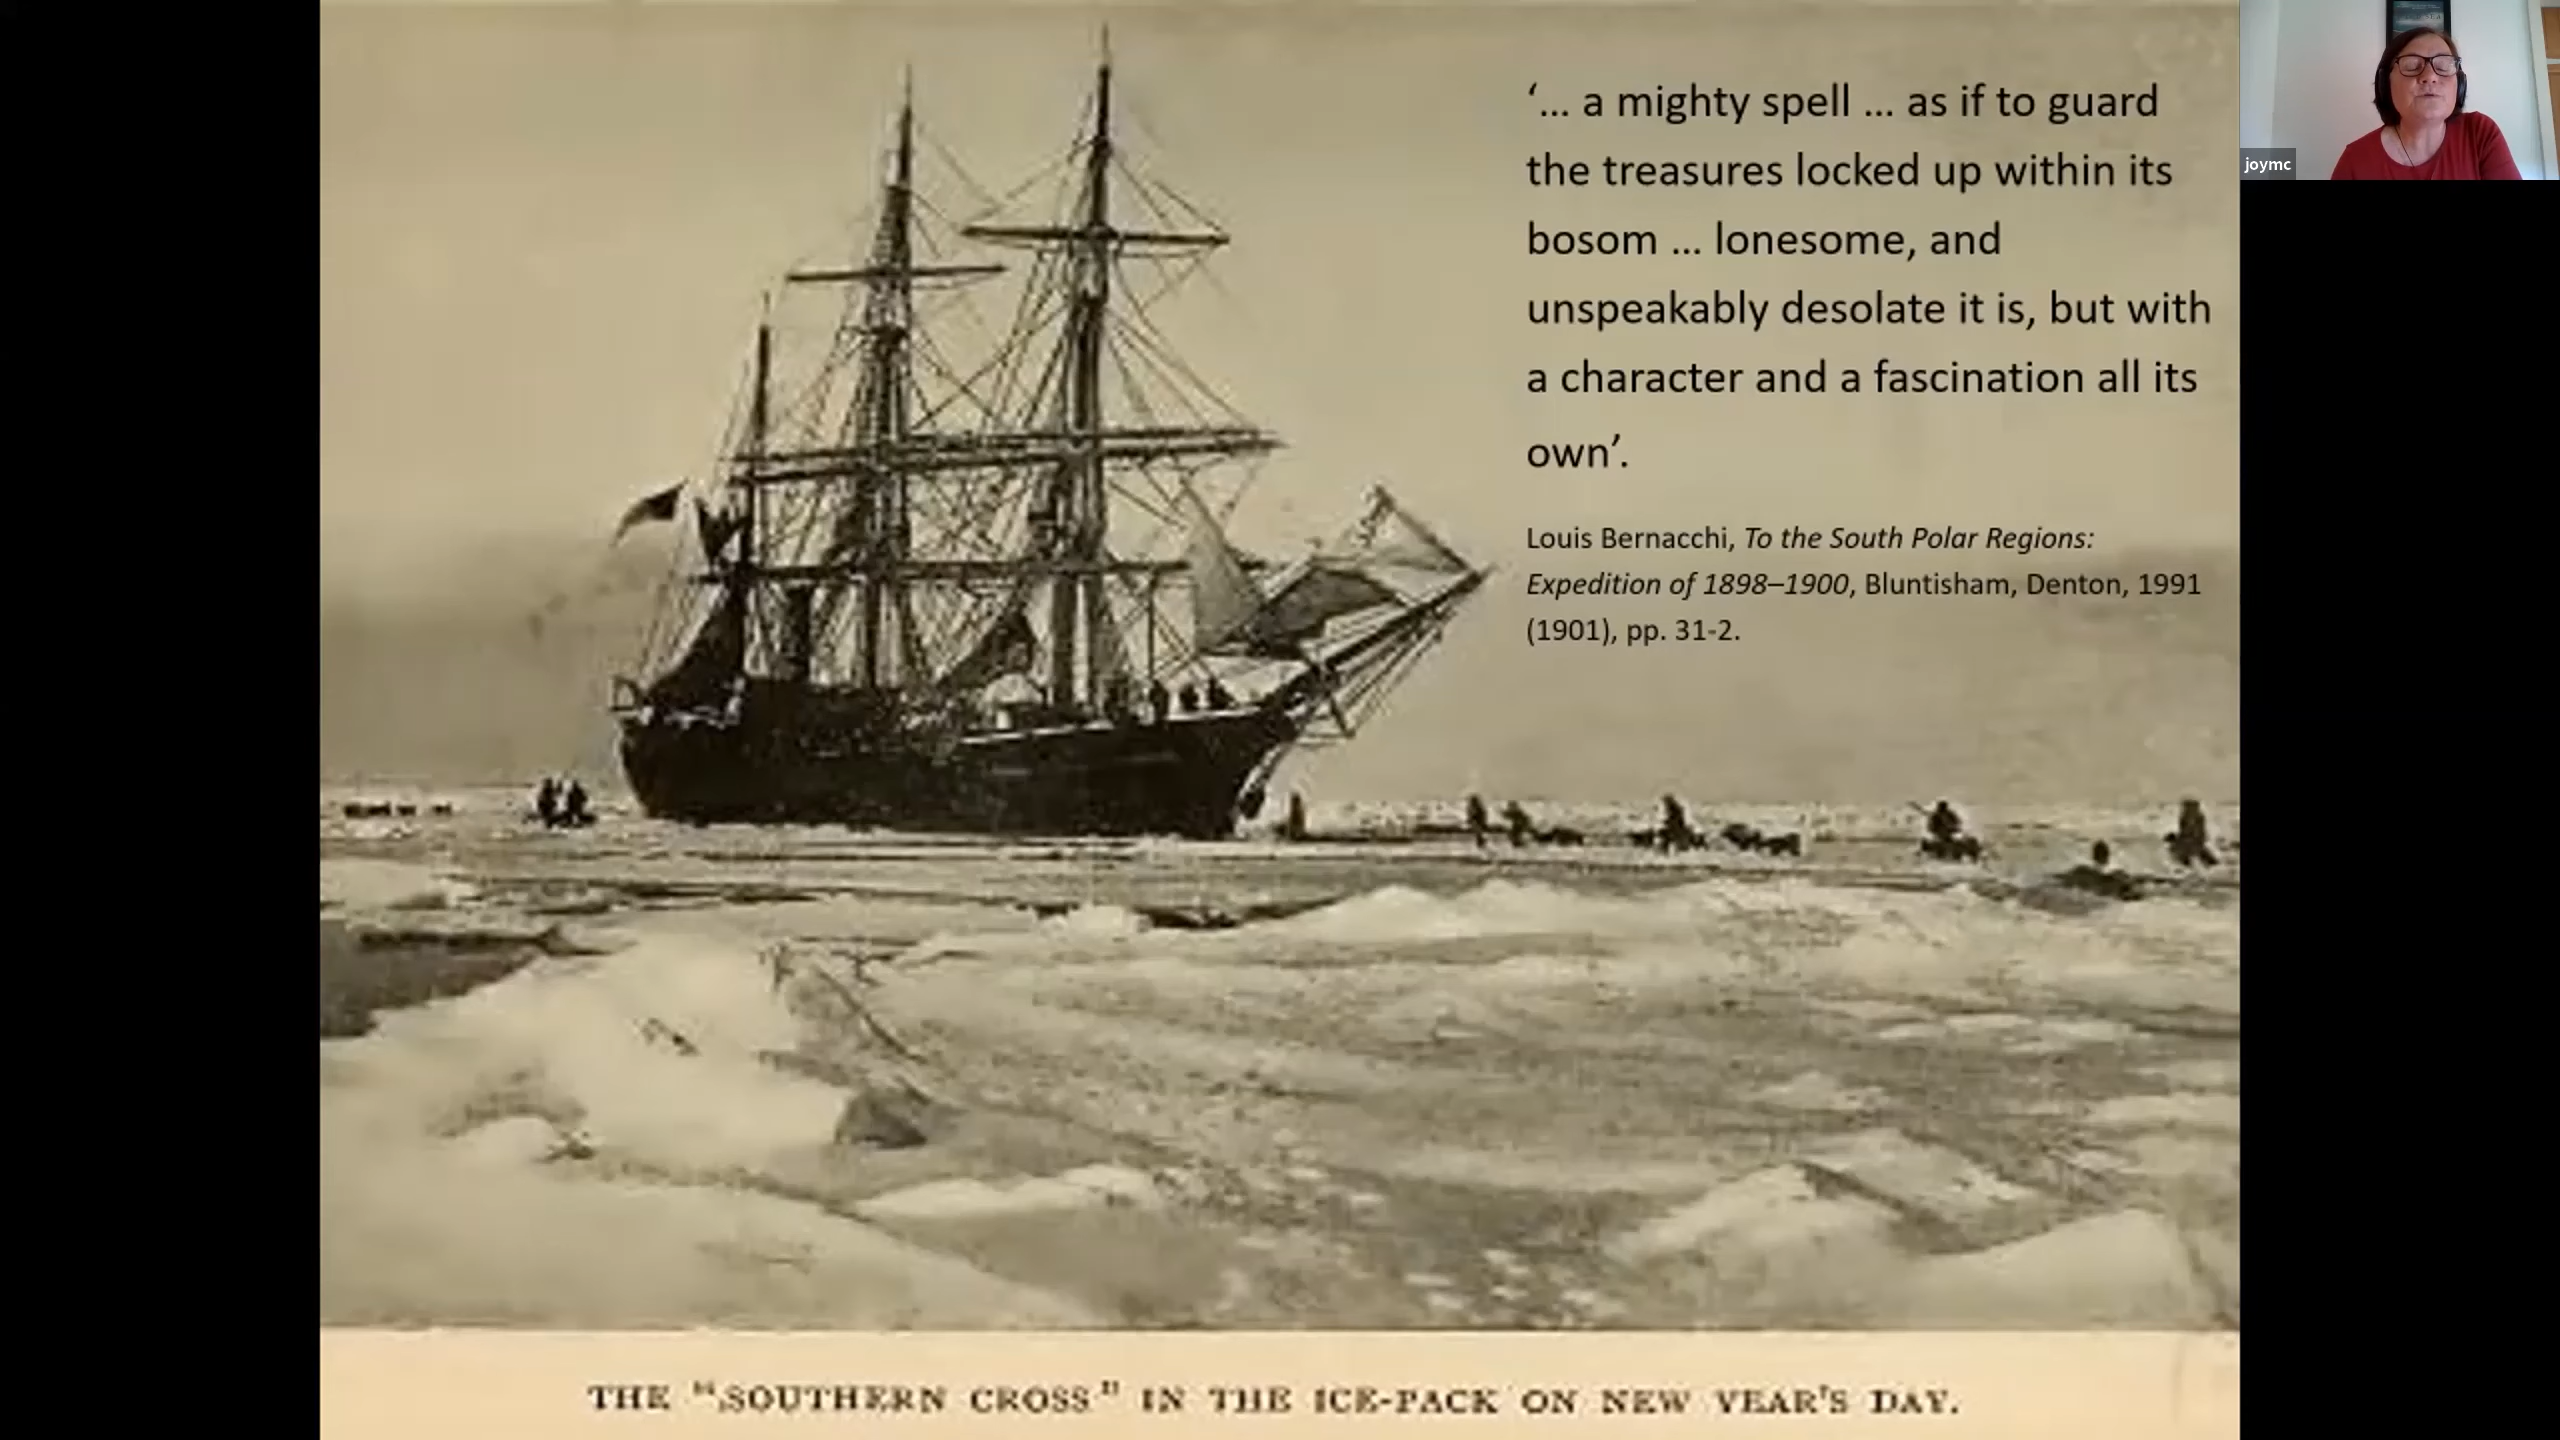 ‘... a mighty spell ... as if to guard
the treasures locked up within its
bosom ... lonesome, and
unspeakably desolate it is, but with
a character and a fascination all its
own’.
Louis Bernacchi, To the South Polar Regions:
Expedition of 1898–1900, Bluntisham, Denton, 1991
(1901), pp. 31-2.
joymc
THE "SOUTHERN CROSS" IN THE ICE-PACK ON NEW YEAR'S DAY.